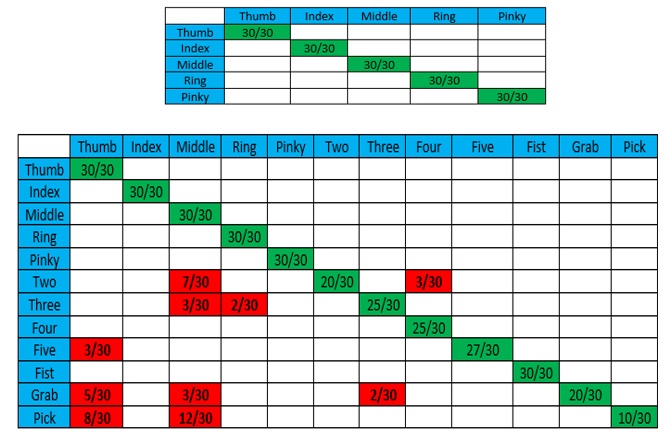 Thumb Index Middle Ring Pinky
Thumb 30/30
Index 30/30
Middle 30/30
Ring 30/30
Pinky 30/30
Thumb Index Middle Ring Pinky Two Three Four Five Fist Grab Pick
Thumb 30/30
Index 30/30
Middle 30/30
Ring 30/30
Pinky 30/30
Two 7/30 20/30 3/30
Three 3/30 2/30 25/30
Four 25/30
Five 3/30 27/30
Fist 30/30
Grab 5/30 3/30 2/30 20/30
Pick 8/30 12/30 10/30